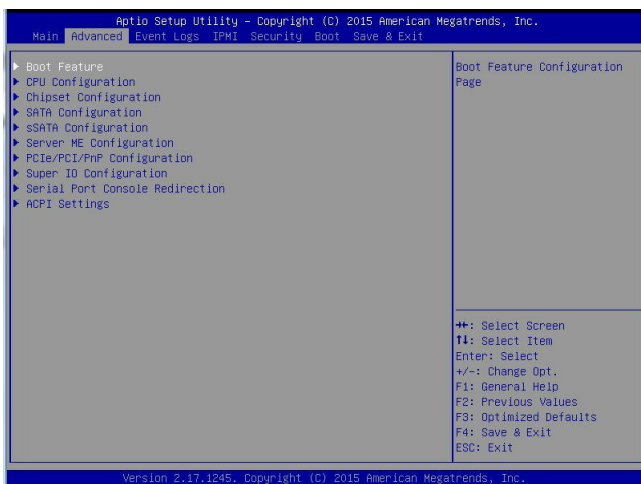 Aptio Setup Utility – Copyright (C) 2015 American Megatrends, Inc.
Main Advanced Event Logs IPMI Security Boot Save & Exit
▶ Boot Feature
▶ CPU Configuration
▶ Chipset Configuration
▶ SATA Configuration
▶ sSATA Configuration
▶ Server ME Configuration
▶ PCIe/PCI/PnP Configuration
▶ Super IO Configuration
▶ Serial Port Console Redirection
▶ ACPI Settings
Boot Feature Configuration
Page
→←: Select Screen
↑↓: Select Item
Enter: Select
+/-: Change Opt.
F1: General Help
F2: Previous Values
F3: Optimized Defaults
F4: Save & Exit
ESC: Exit
Version 2.17.1245. Copyright (C) 2015 American Megatrends, Inc.